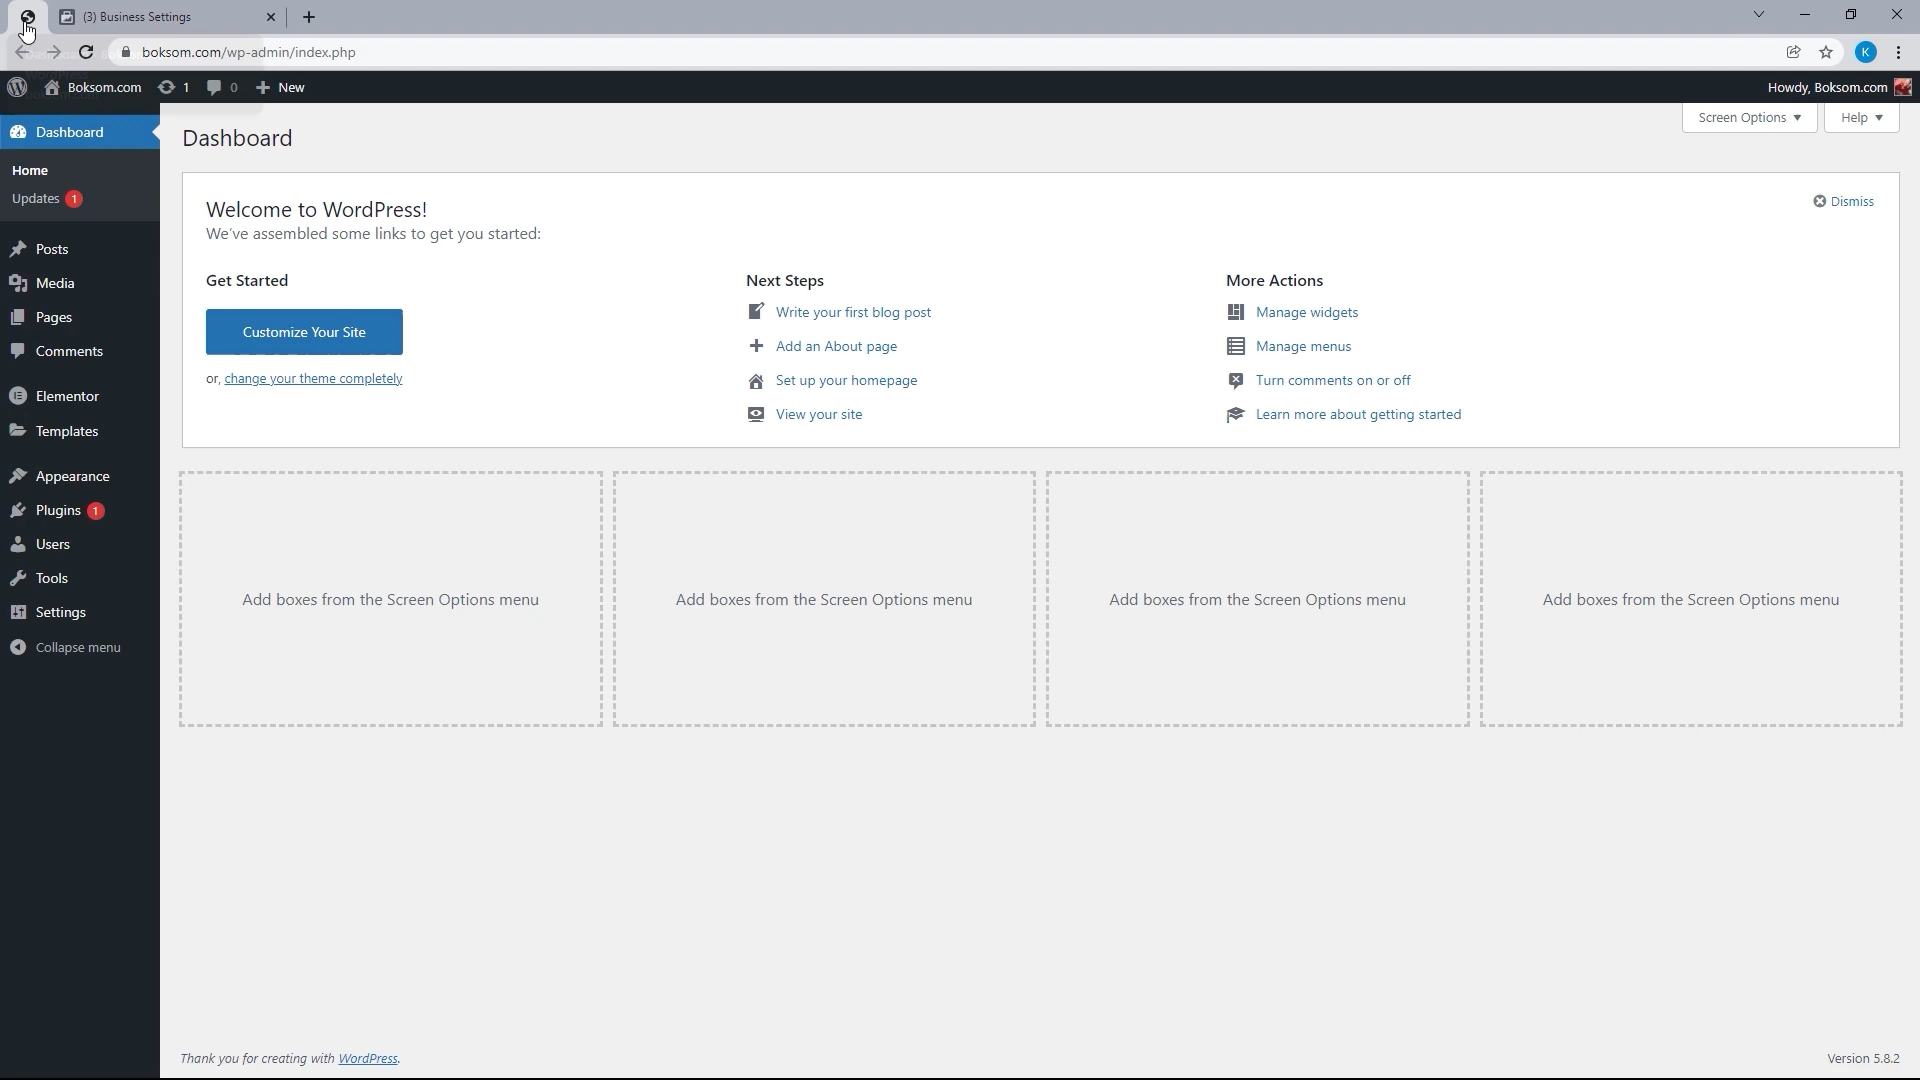 (3) Business Settings
boksom.com/wp-admin/index.php
K
Boksom.com 1 0 New
Howdy, Boksom.com
Dashboard
Home
Updates 1
Posts
Media
Pages
Comments
Elementor
Templates
Appearance
Plugins 1
Users
Tools
Settings
Collapse menu
Dashboard
Screen Options
Help
Welcome to WordPress!
We've assembled some links to get you started:
Dismiss
Get Started
Customize Your Site
or, change your theme completely
Next Steps
Write your first blog post
Add an About page
Set up your homepage
View your site
More Actions
Manage widgets
Manage menus
Turn comments on or off
Learn more about getting started
Add boxes from the Screen Options menu
Add boxes from the Screen Options menu
Add boxes from the Screen Options menu
Add boxes from the Screen Options menu
Thank you for creating with WordPress.
Version 5.8.2